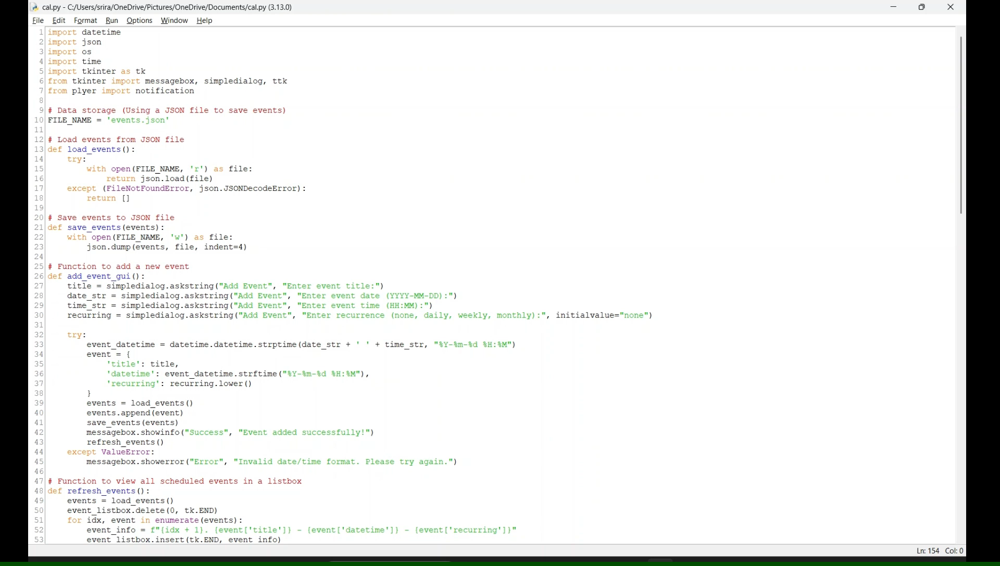 cal.py - C:/Users/srira/OneDrive/Pictures/OneDrive/Documents/cal.py (3.13.0)
File Edit Format Run Options Window Help
1 import datetime
2 import json
3 import os
4 import time
5 import tkinter as tk
6 from tkinter import messagebox, simpledialog, ttk
7 from plyer import notification
8
9 # Data storage (Using a JSON file to save events)
10 FILE_NAME = 'events.json'
11
12 # Load events from JSON file
13 def load_events():
14     try:
15         with open(FILE_NAME, 'r') as file:
16             return json.load(file)
17     except (FileNotFoundError, json.JSONDecodeError):
18         return []
19
20 # Save events to JSON file
21 def save_events(events):
22     with open(FILE_NAME, 'w') as file:
23         json.dump(events, file, indent=4)
24
25 # Function to add a new event
26 def add_event_gui():
27     title = simpledialog.askstring("Add Event", "Enter event title:")
28     date_str = simpledialog.askstring("Add Event", "Enter event date (YYYY-MM-DD):")
29     time_str = simpledialog.askstring("Add Event", "Enter event time (HH:MM):")
30     recurring = simpledialog.askstring("Add Event", "Enter recurrence (none, daily, weekly, monthly):", initialvalue="none")
31
32     try:
33         event_datetime = datetime.datetime.strptime(date_str + ' ' + time_str, "%Y-%m-%d %H:%M")
34         event = {
35             'title': title,
36             'datetime': event_datetime.strftime("%Y-%m-%d %H:%M"),
37             'recurring': recurring.lower()
38         }
39         events = load_events()
40         events.append(event)
41         save_events(events)
42         messagebox.showinfo("Success", "Event added successfully!")
43         refresh_events()
44     except ValueError:
45         messagebox.showerror("Error", "Invalid date/time format. Please try again.")
46
47 # Function to view all scheduled events in a listbox
48 def refresh_events():
49     events = load_events()
50     event_listbox.delete(0, tk.END)
51     for idx, event in enumerate(events):
52         event_info = f"{idx + 1}. {event['title']} - {event['datetime']} - {event['recurring']}"
53         event_listbox.insert(tk.END, event_info)
Ln: 154 Col: 0